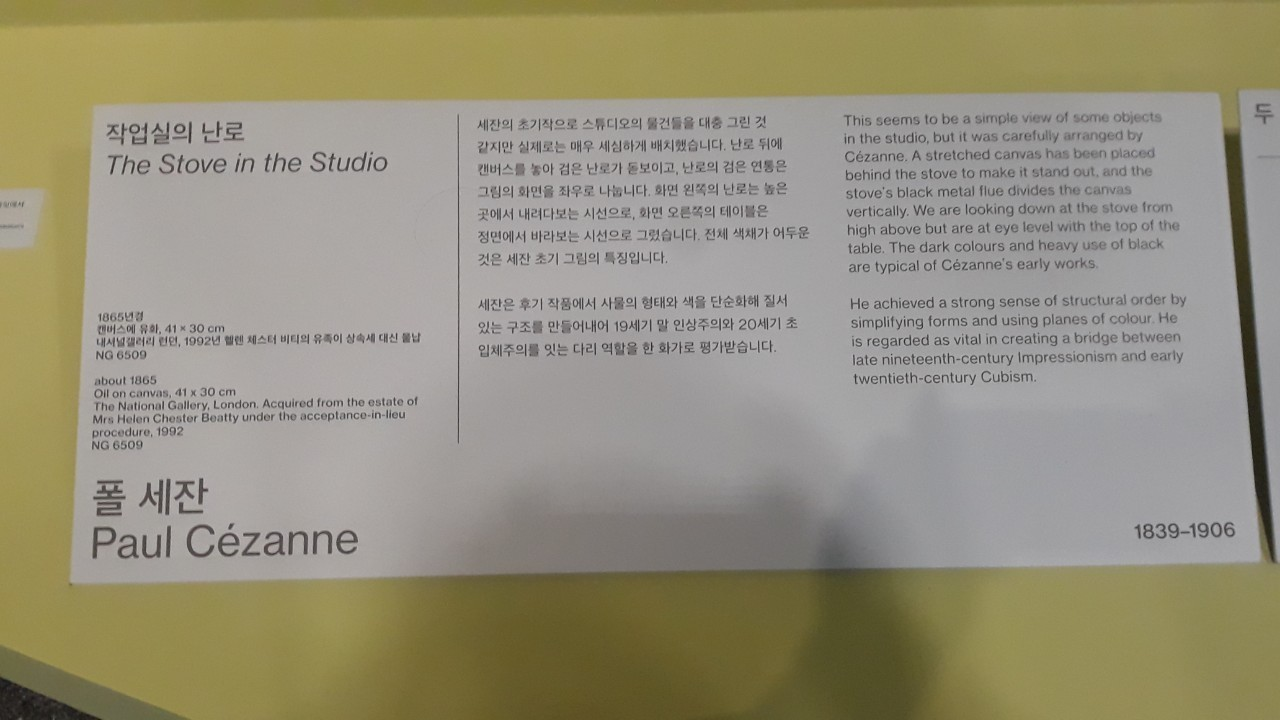 작업실의 난로
The Stove in the Studio
1865년경
캔버스에 유화, 41 × 30 cm
내셔널갤러리 런던, 1992년 헬렌 체스터 비티의 유족이 상속세 대신 물납
NG 6509
about 1865
Oil on canvas, 41 x 30 cm
The National Gallery, London. Acquired from the estate of
Mrs Helen Chester Beatty under the acceptance-in-lieu
procedure, 1992
NG 6509
폴 세잔
Paul Cézanne
세잔의 초기작으로 스튜디오의 물건들을 대충 그린 것
같지만 실제로는 매우 세심하게 배치했습니다. 난로 뒤에
캔버스를 놓아 검은 난로가 돋보이고, 난로의 검은 연통은
그림의 화면을 좌우로 나눕니다. 화면 왼쪽의 난로는 높은
곳에서 내려다보는 시선으로, 화면 오른쪽의 테이블은
정면에서 바라보는 시선으로 그렸습니다. 전체 색채가 어두운
것은 세잔 초기 그림의 특징입니다.
세잔은 후기 작품에서 사물의 형태와 색을 단순화해 질서
있는 구조를 만들어내어 19세기 말 인상주의와 20세기 초
입체주의를 잇는 다리 역할을 한 화가로 평가받습니다.
This seems to be a simple view of some objects
in the studio, but it was carefully arranged by
Cézanne. A stretched canvas has been placed
behind the stove to make it stand out, and the
stove's black metal flue divides the canvas
vertically. We are looking down at the stove from
high above but are at eye level with the top of the
table. The dark colours and heavy use of black
are typical of Cézanne's early works.
He achieved a strong sense of structural order by
simplifying forms and using planes of colour. He
is regarded as vital in creating a bridge between
late nineteenth-century Impressionism and early
twentieth-century Cubism.
1839–1906
두